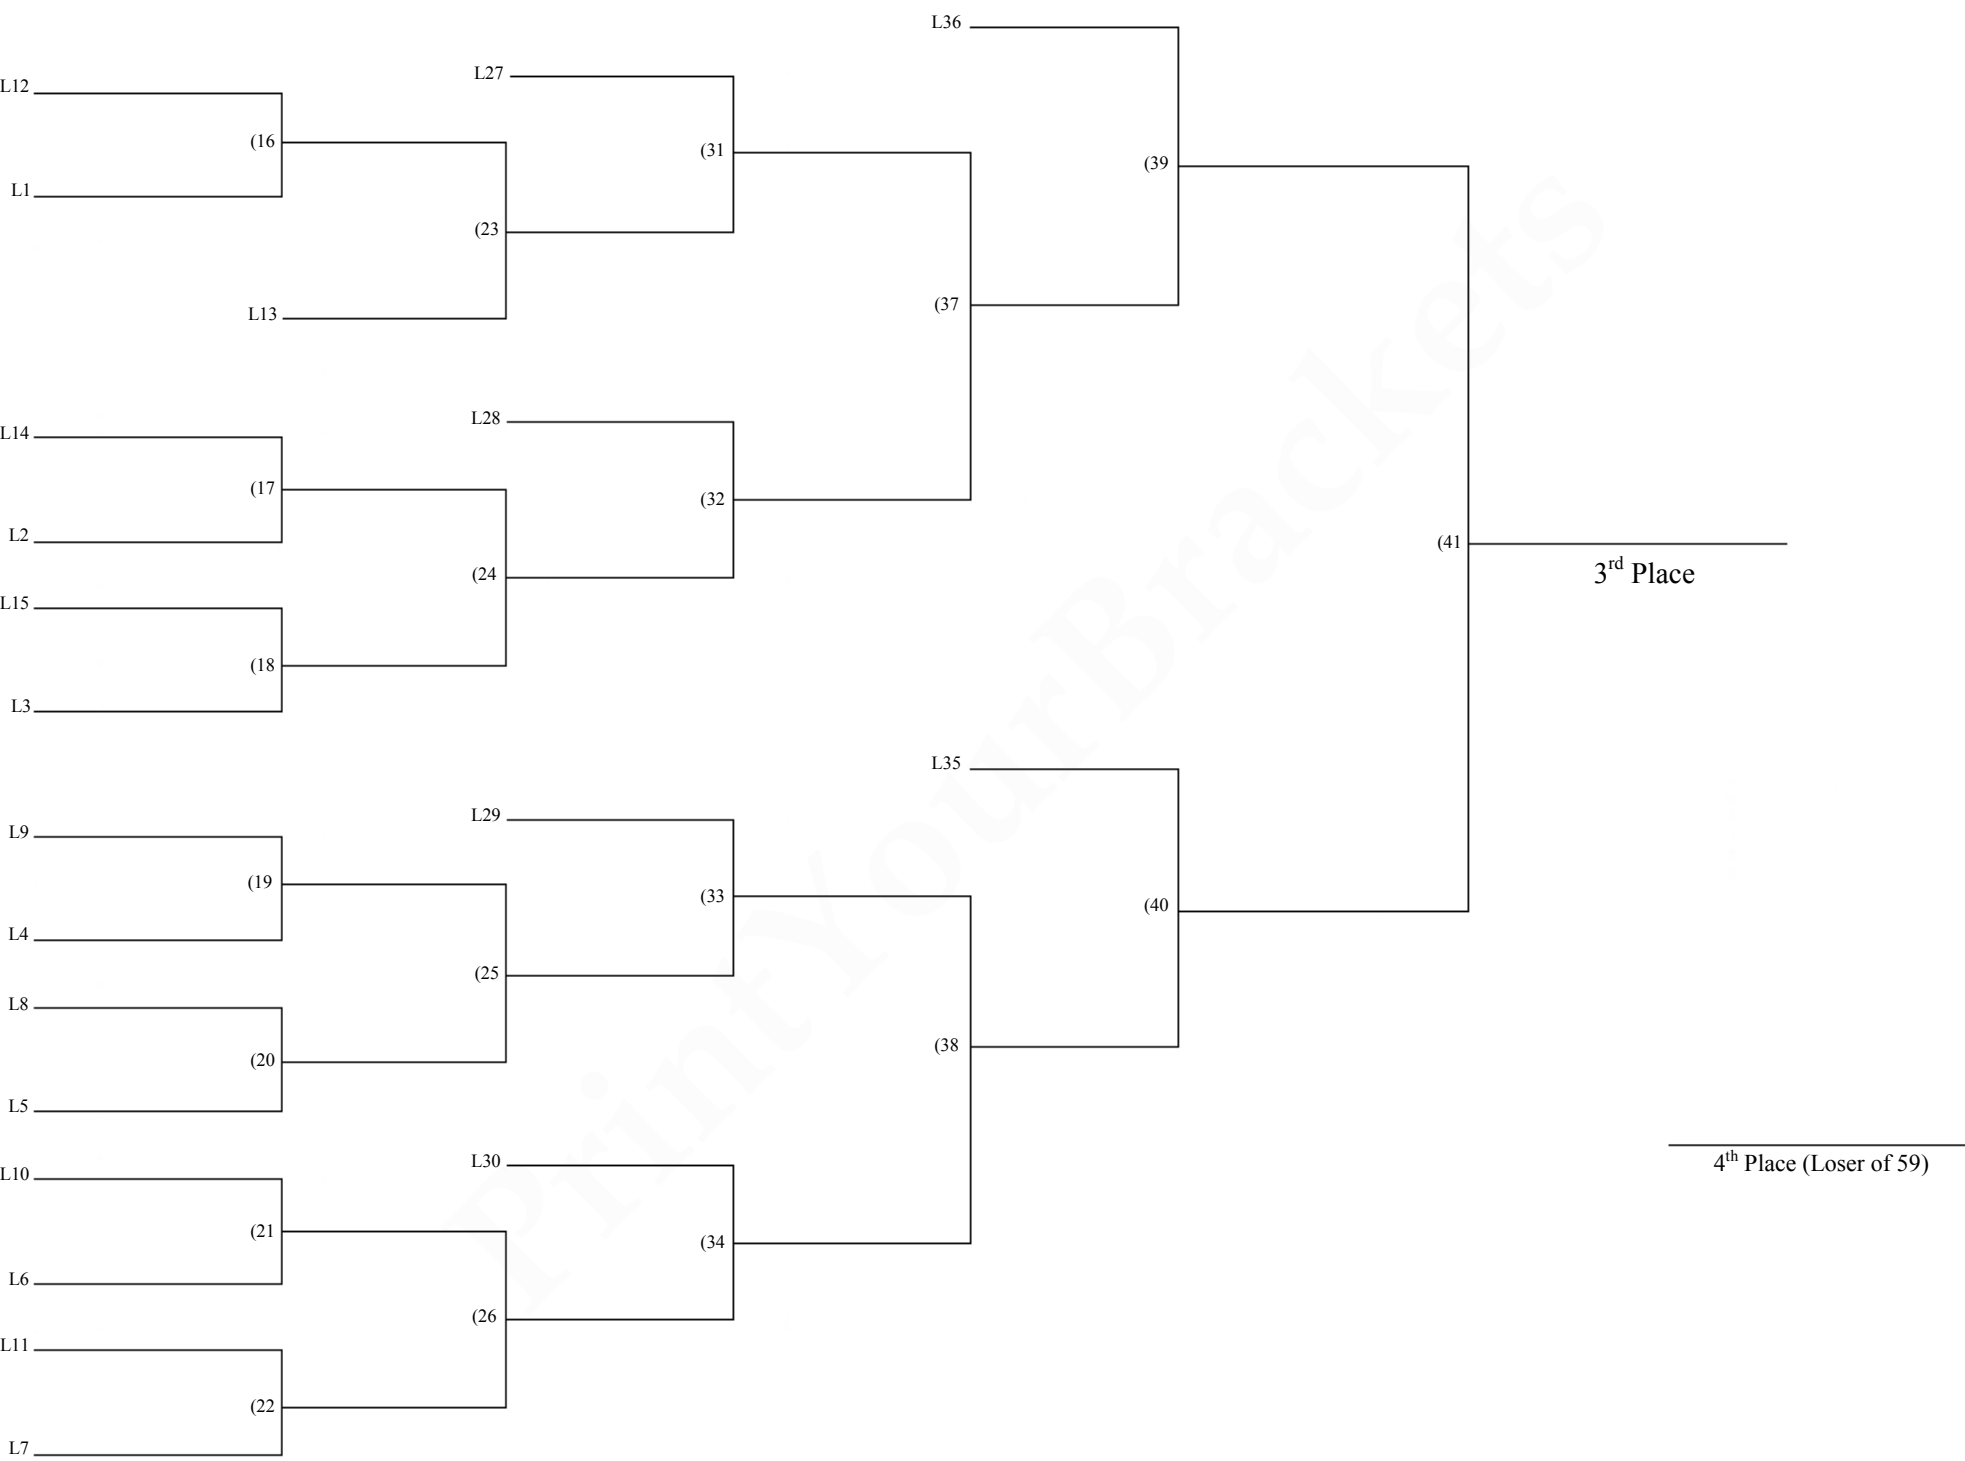 L36
L27
L12
(16
(31
(39
L1
(23
(37
L13
L28
L14
(17
(32
L2
(41
3rd Place
(24
L15
(18
L3
L35
L29
L9
(19
(33
(40
L4
(25
L8
(38
(20
L5
L30
4th Place (Loser of 59)
L10
(21
(34
L6
(26
L11
(22
L7
PrintYourBrackets